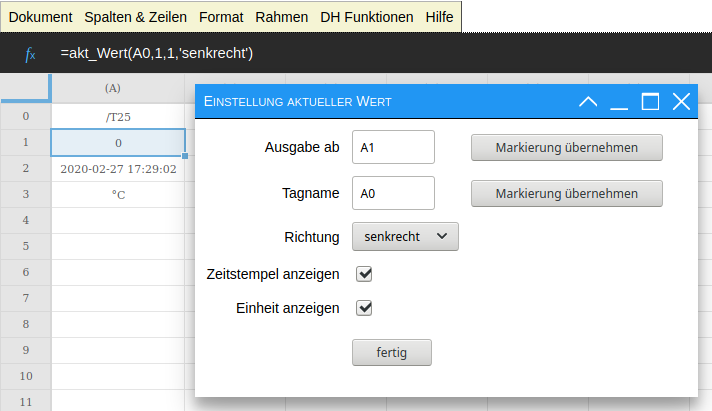 Dokument Spalten & Zeilen Format Rahmen DH Funktionen Hilfe
fx =akt_Wert(A0,1,1,'senkrecht')
(A)
0 /T25
1 0
2 2020-02-27 17:29:02
3 °C
4
5
6
7
8
9
10
11
Einstellung aktueller Wert
Ausgabe ab A1 Markierung übernehmen
Tagname A0 Markierung übernehmen
Richtung senkrecht
Zeitstempel anzeigen
Einheit anzeigen
fertig